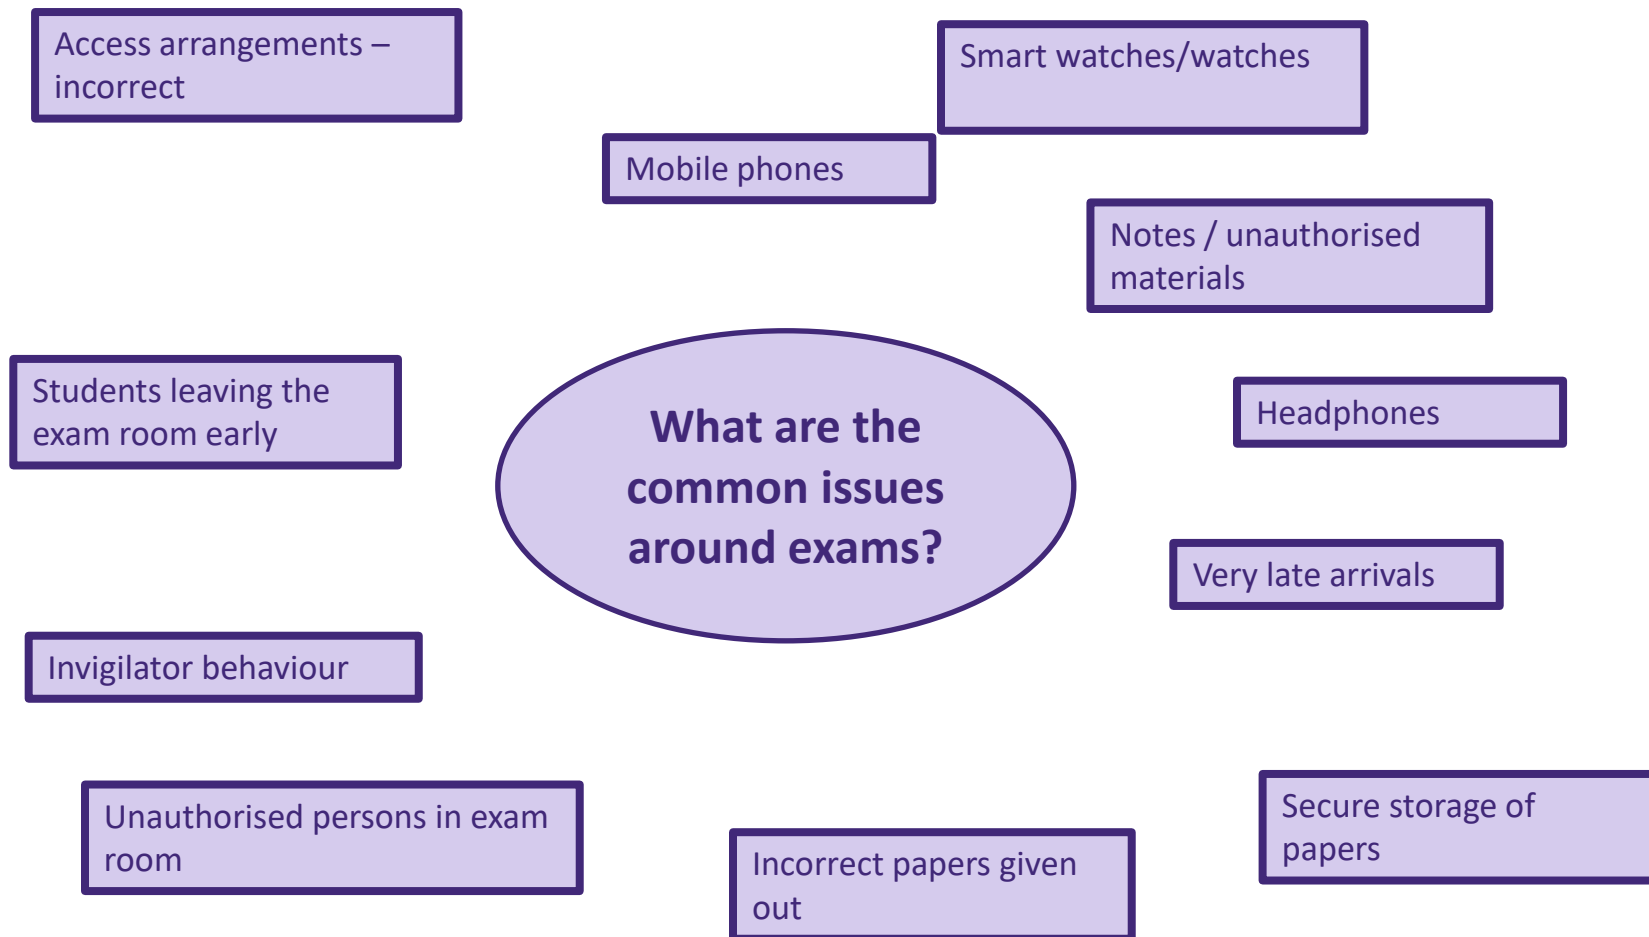 Access arrangements –
incorrect
Smart watches/watches
Mobile phones
Notes / unauthorised
materials
Students leaving the
exam room early
What are the
common issues
around exams?
Headphones
Very late arrivals
Invigilator behaviour
Unauthorised persons in exam
room
Incorrect papers given
out
Secure storage of
papers